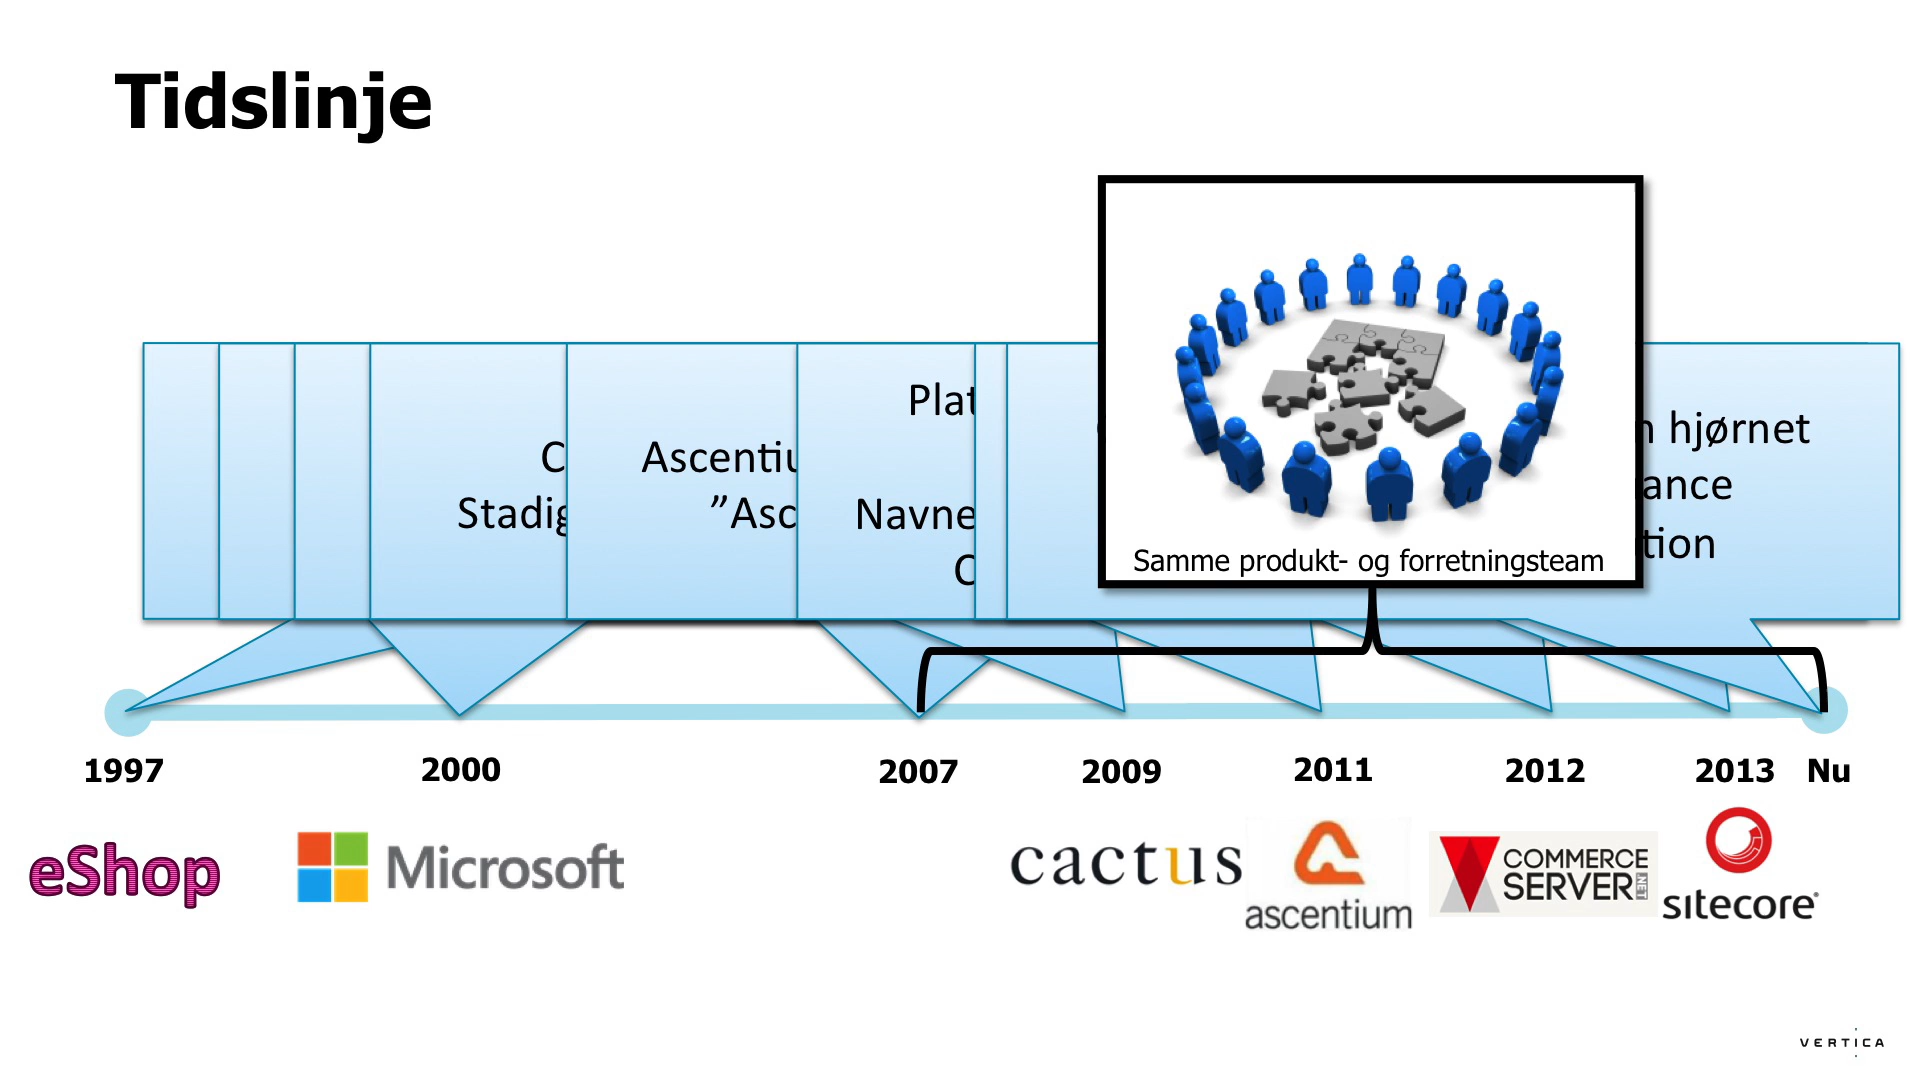 Tidslinje
Plat
hjørnet
C
Ascentiu
ance
Stadig
”Asc
Navne
tion
C
Samme produkt- og forretningsteam
1997
2000
2007
2009
2011
2012
2013
Nu
eShop
Microsoft
cactus
ascentium
COMMERCE
SERVER.NET
sitecore
VERTICA